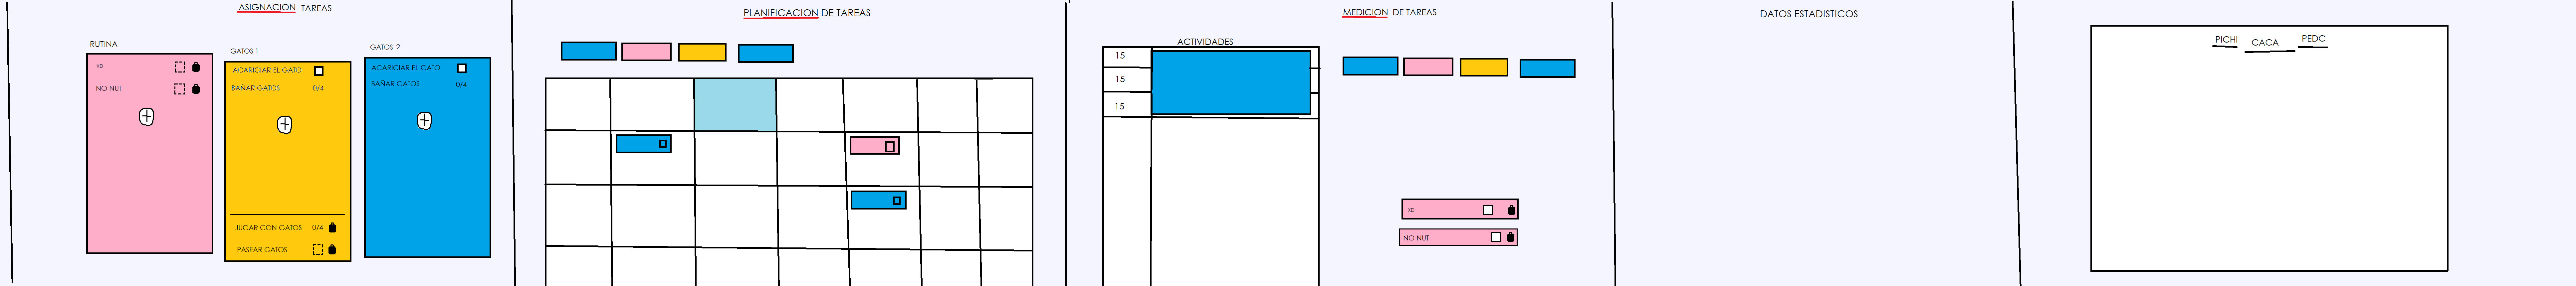 ASIGNACION TAREAS
RUTINA
XD
NO NUT
GATOS 1
ACARICIAR EL GATO
BAÑAR GATOS 0/4
JUGAR CON GATOS 0/4
PASEAR GATOS
GATOS 2
ACARICIAR EL GATO
BAÑAR GATOS 0/4
PLANIFICACION DE TAREAS
MEDICION DE TAREAS
ACTIVIDADES
15
15
15
XD
NO NUT
DATOS ESTADISTICOS
PICHI CACA PEDC